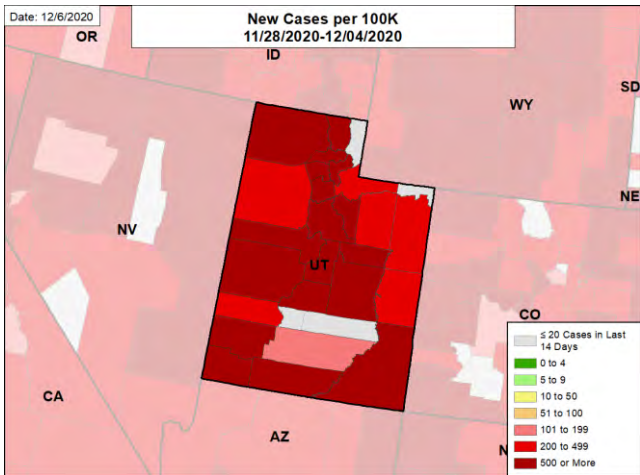 Date: 12/6/2020
New Cases per 100K
11/28/2020-12/04/2020
OR
ID
WY
SD
NE
NV
UT
CO
CA
AZ
N
≤ 20 Cases in Last
14 Days
0 to 4
5 to 9
10 to 50
51 to 100
101 to 199
200 to 499
500 or More